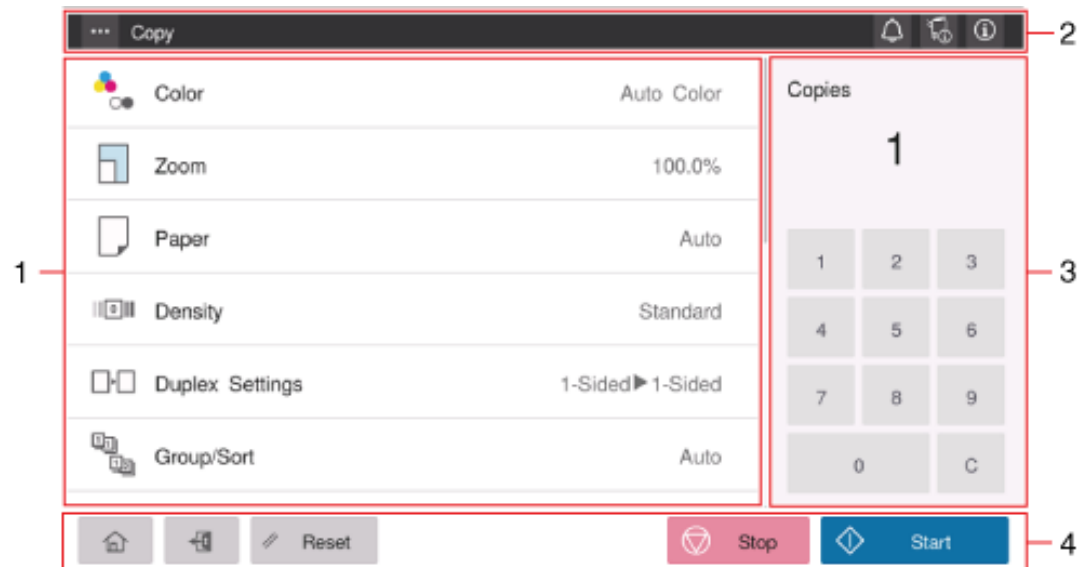 ··· Copy
2
Color Auto Color
Copies
1
Zoom 100.0%
Paper Auto
1
1 2 3
3
Density Standard
4 5 6
Duplex Settings 1-Sided▶1-Sided
7 8 9
Group/Sort Auto
0 C
Reset
Stop
Start
4